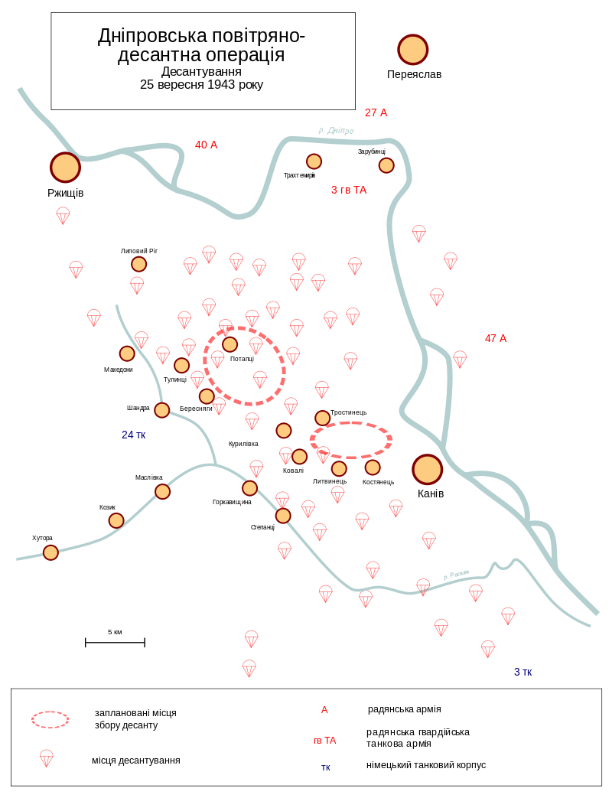 Дніпровська повітряно-
десантна операція
Десантування
25 вересня 1943 року
Переяслав
27 А
р. Дніпро
40 А
Зарубинці
Трахтемирів
3 гв ТА
Ржищів
Липовий Ріг
47 А
Македони
Потапці
Тулинці
Шандра
Бересняги
Тростинець
24 тк
Курилівка
Ковалі
Литвинець
Костянець
Канів
Маслівка
Горкавищина
Козин
Степанці
Хутора
р. Росава
5 км
3 тк
заплановані місця
збору десанту
місця десантування
А
радянська армія
гв ТА
радянська гвардійська
танкова армія
тк
німецький танковий корпус